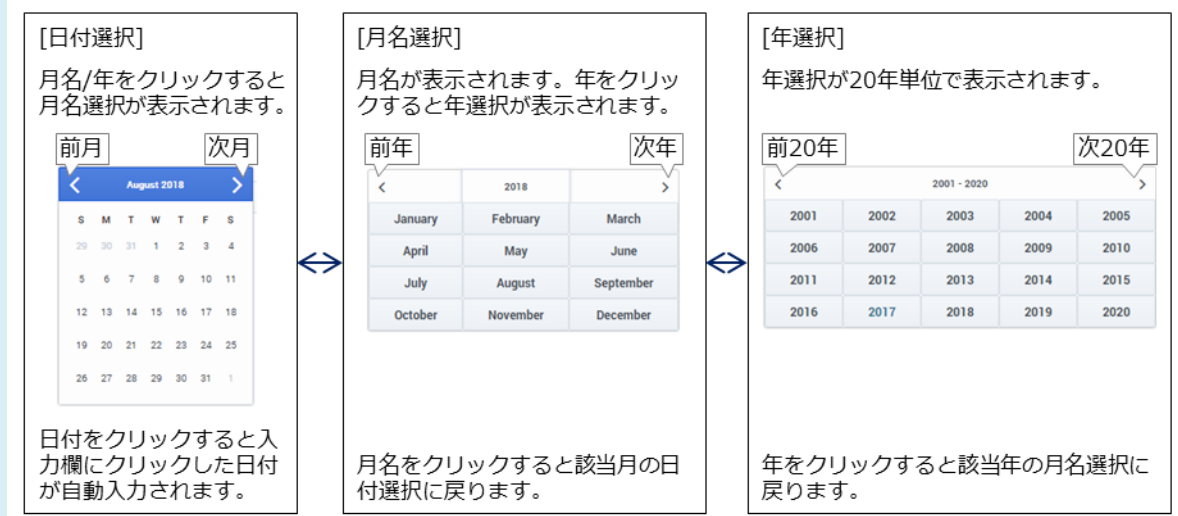 [日付選択]
月名/年をクリックすると
月名選択が表示されます。
前月 次月
August 2018
S M T W T F S
29 30 31 1 2 3 4
5 6 7 8 9 10 11
12 13 14 15 16 17 18
19 20 21 22 23 24 25
26 27 28 29 30 31 1
日付をクリックすると入
力欄にクリックした日付
が自動入力されます。
[月名選択]
月名が表示されます。年をクリッ
クすると年選択が表示されます。
前年 次年
2018
January February March
April May June
July August September
October November December
月名をクリックすると該当月の日
付選択に戻ります。
[年選択]
年選択が20年単位で表示されます。
前20年 次20年
2001 - 2020
2001 2002 2003 2004 2005
2006 2007 2008 2009 2010
2011 2012 2013 2014 2015
2016 2017 2018 2019 2020
年をクリックすると該当年の月名選択に
戻ります。